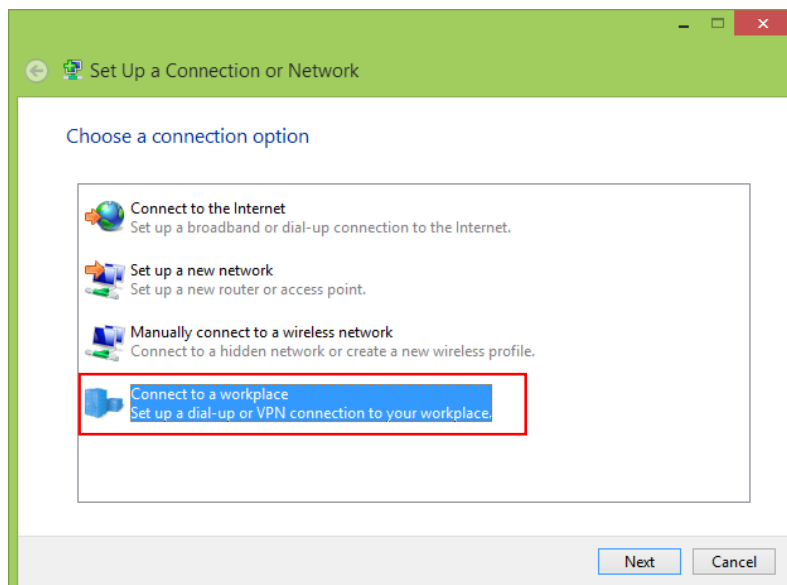 Set Up a Connection or Network
Choose a connection option
Connect to the Internet
Set up a broadband or dial-up connection to the Internet.
Set up a new network
Set up a new router or access point.
Manually connect to a wireless network
Connect to a hidden network or create a new wireless profile.
Connect to a workplace
Set up a dial-up or VPN connection to your workplace.
Next Cancel